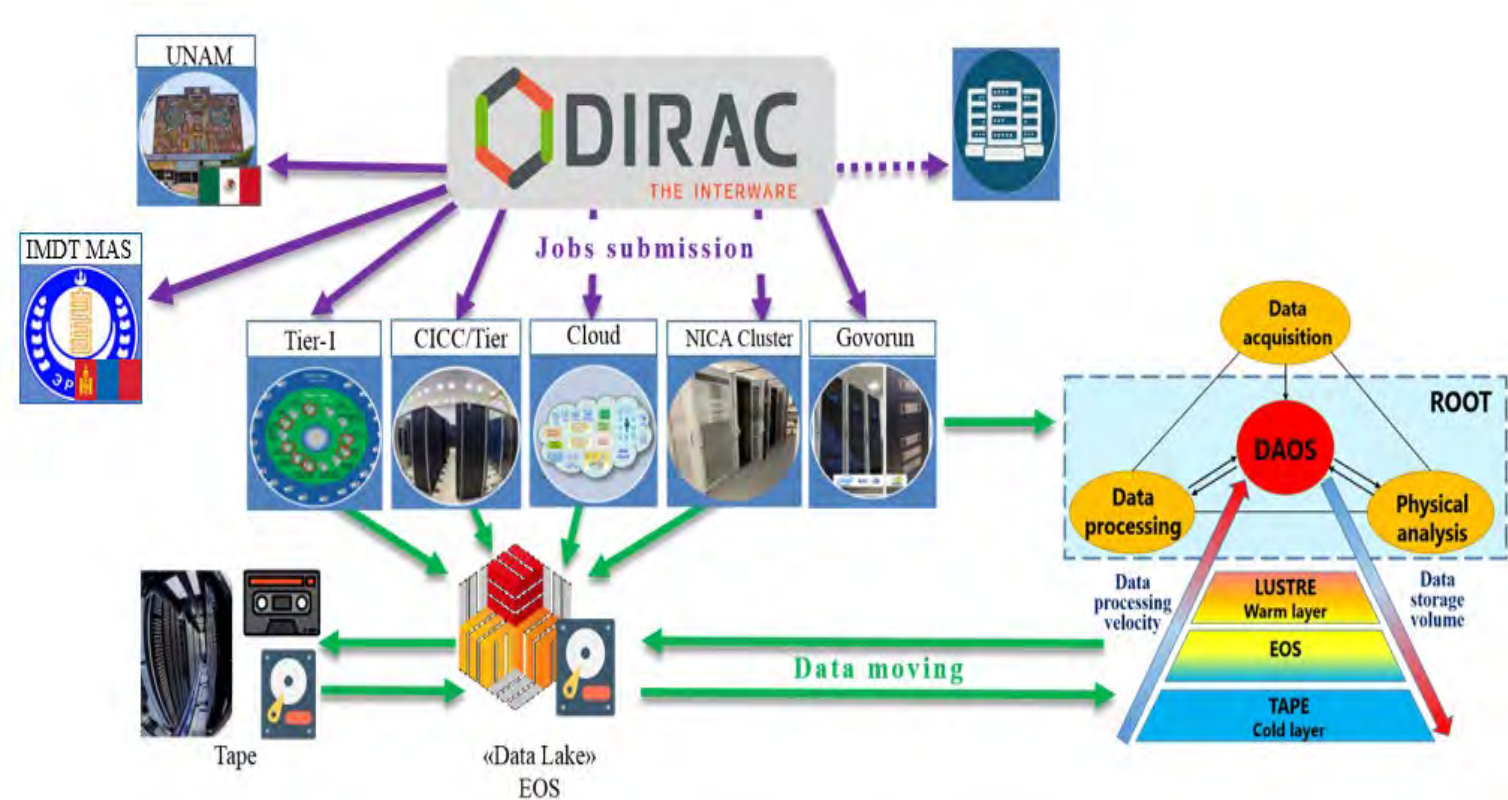 UNAM
DIRAC
THE INTERWARE
IMDT MAS
ЭР
Jobs submission
Tier-1
CICC/Tier
Cloud
NICA Cluster
Govorun
Data
acquisition
ROOT
DAOS
Data
processing
Physical
analysis
Data
processing
velocity
LUSTRE
Warm layer
Data
storage
volume
EOS
TAPE
Cold layer
Data moving
Tape
«Data Lake»
EOS